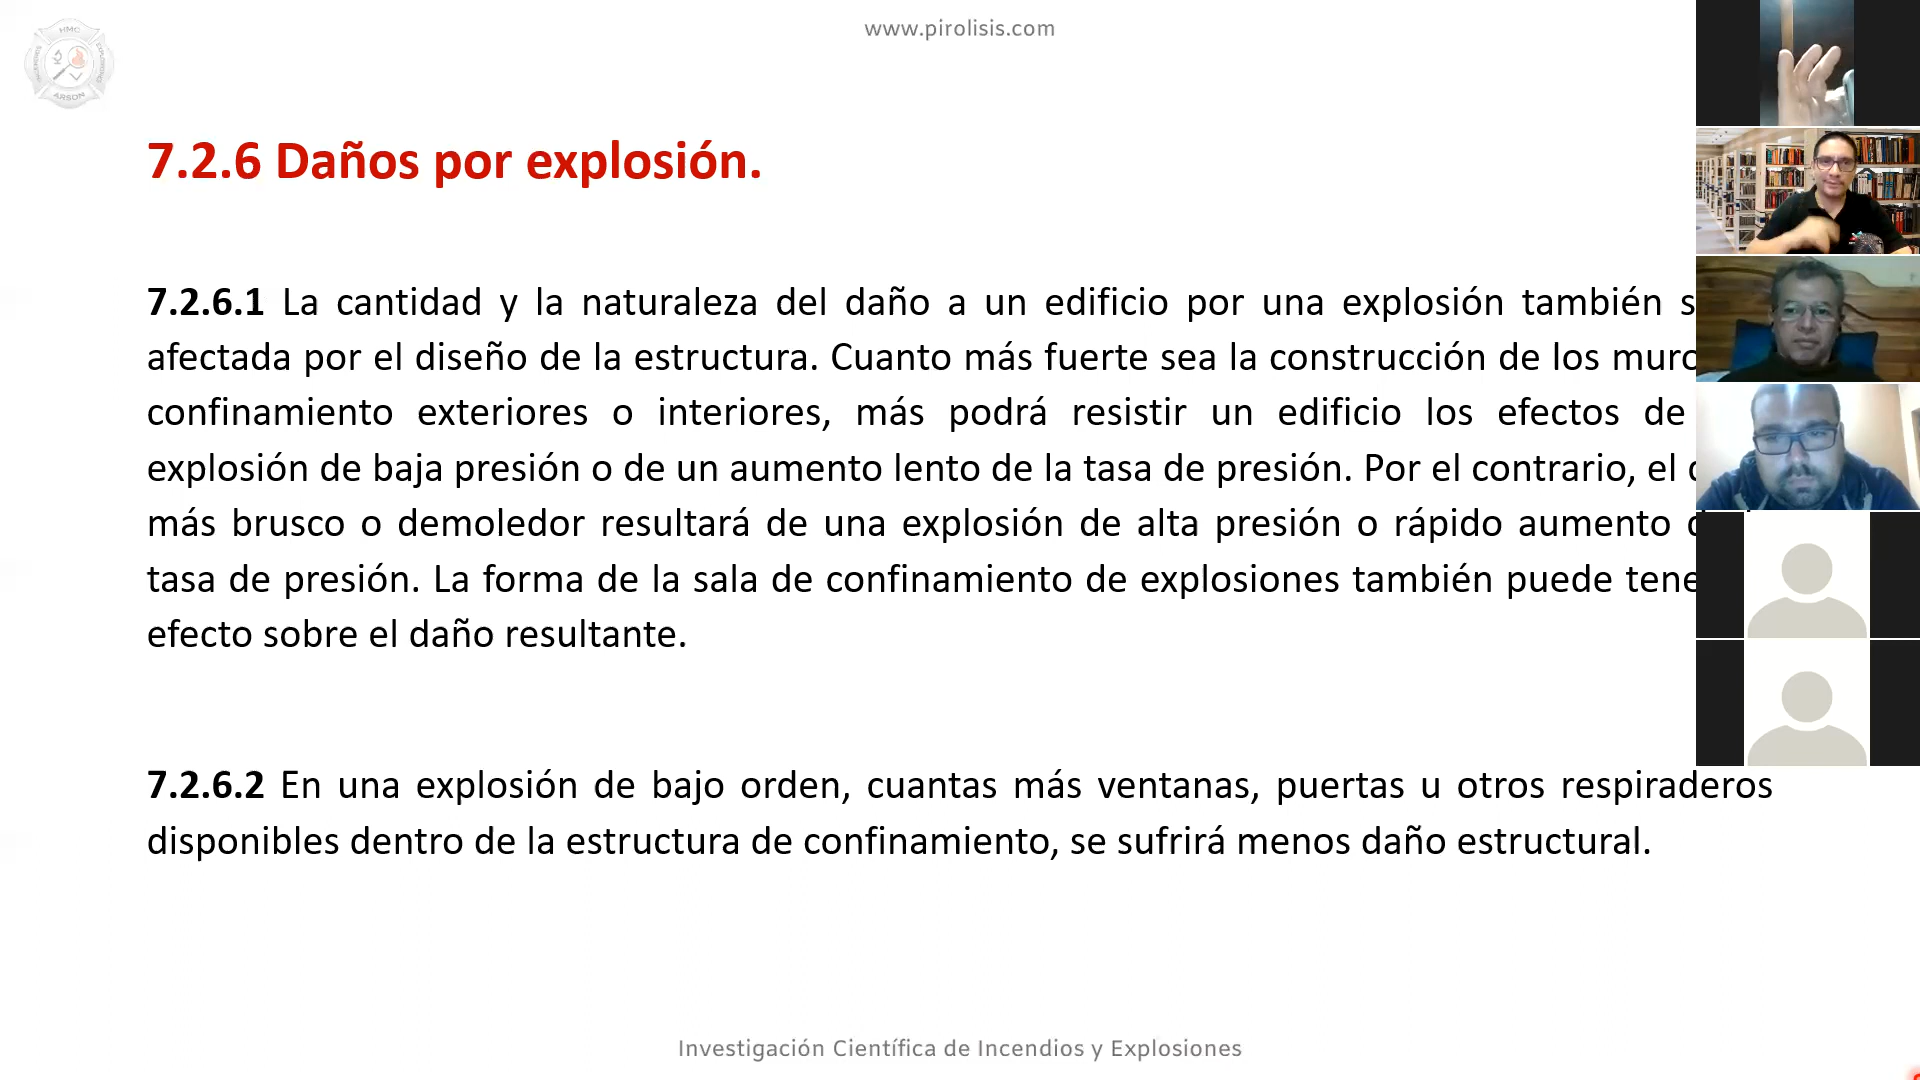 www.pirolisis.com
HMC
ARSON
7.2.6 Daños por explosión.
7.2.6.1 La cantidad y la naturaleza del daño a un edificio por una explosión también
afectada por el diseño de la estructura. Cuanto más fuerte sea la construcción de los
confinamiento exteriores o interiores, más podrá resistir un edificio los efectos de
explosión de baja presión o de un aumento lento de la tasa de presión. Por el contrario, el
más brusco o demoledor resultará de una explosión de alta presión o rápido aumento
tasa de presión. La forma de la sala de confinamiento de explosiones también puede
efecto sobre el daño resultante.
7.2.6.2 En una explosión de bajo orden, cuantas más ventanas, puertas u otros respiraderos
disponibles dentro de la estructura de confinamiento, se sufrirá menos daño estructural.
Investigación Científica de Incendios y Explosiones